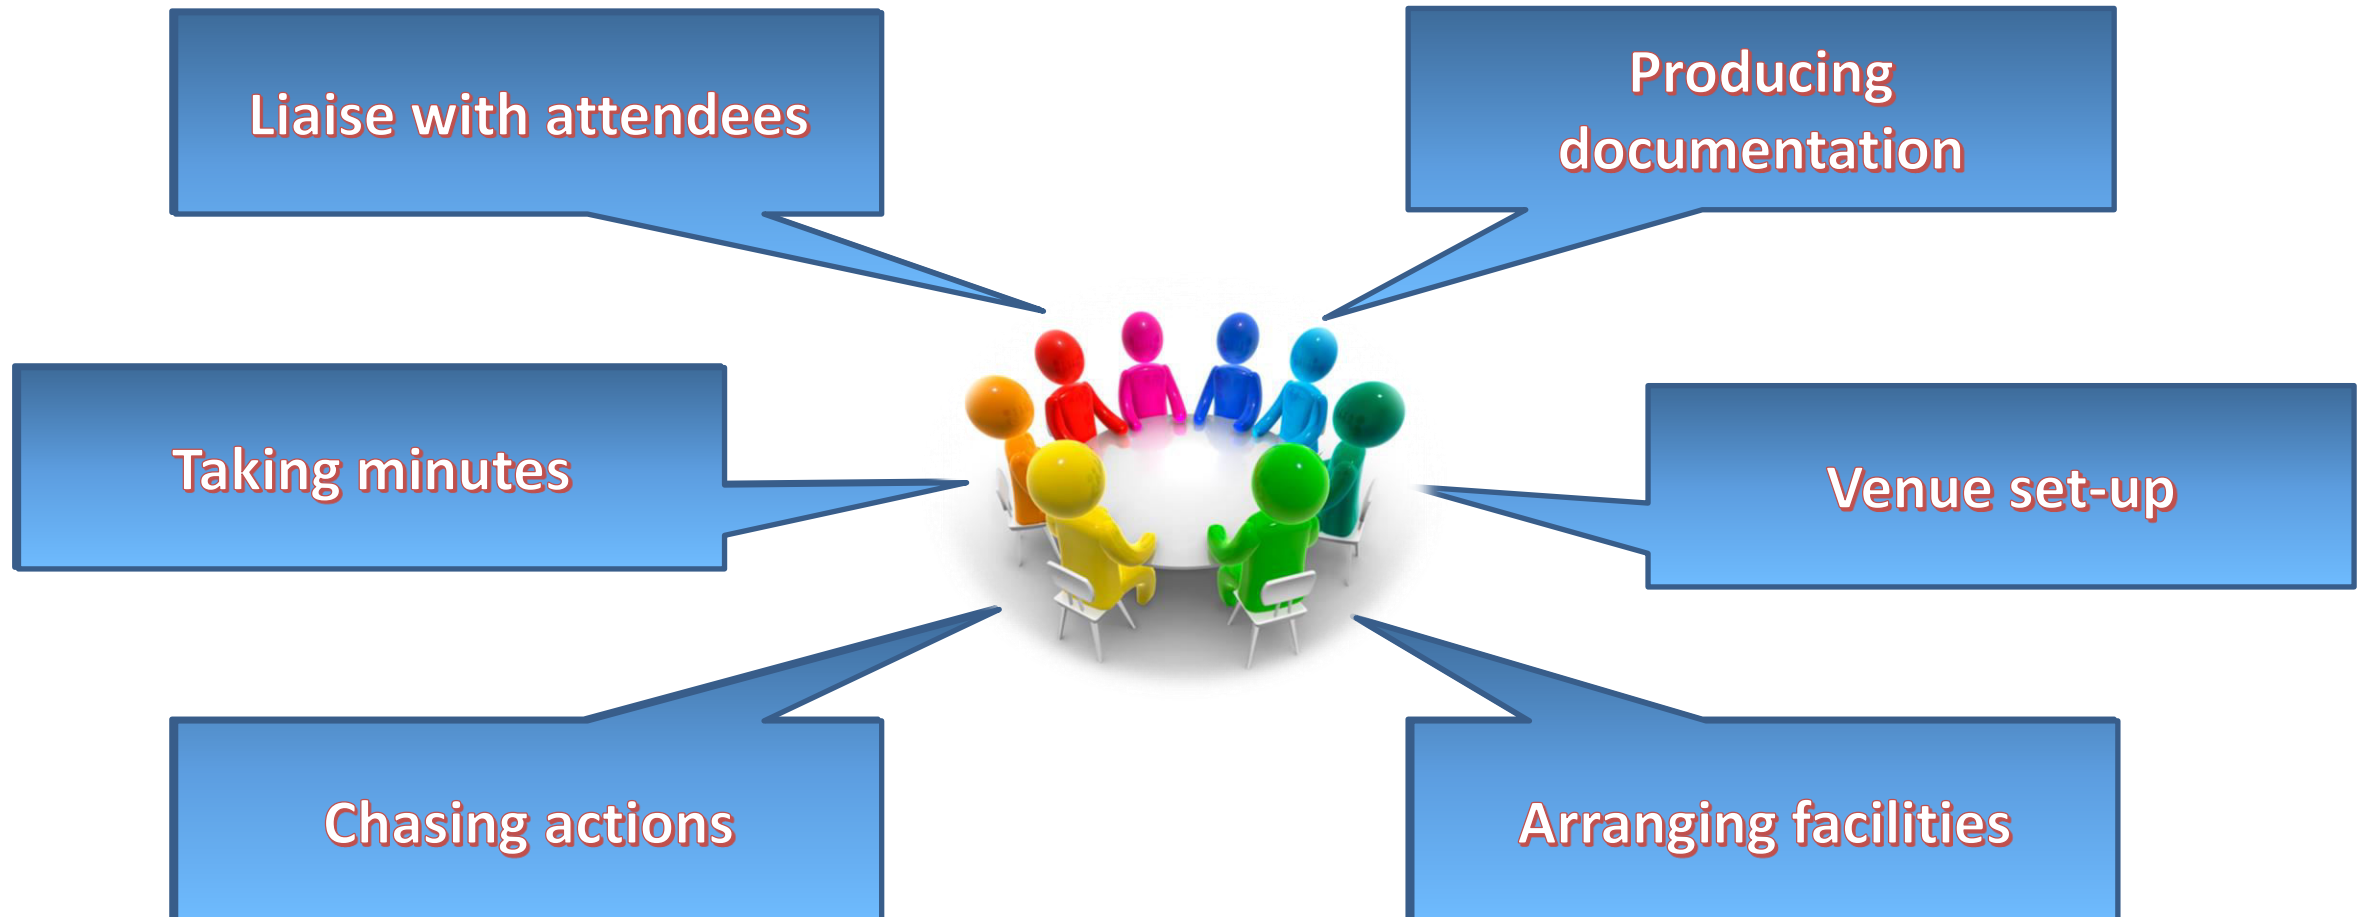 Liaise with attendees
Producing
documentation
Taking minutes
Venue set-up
Chasing actions
Arranging facilities